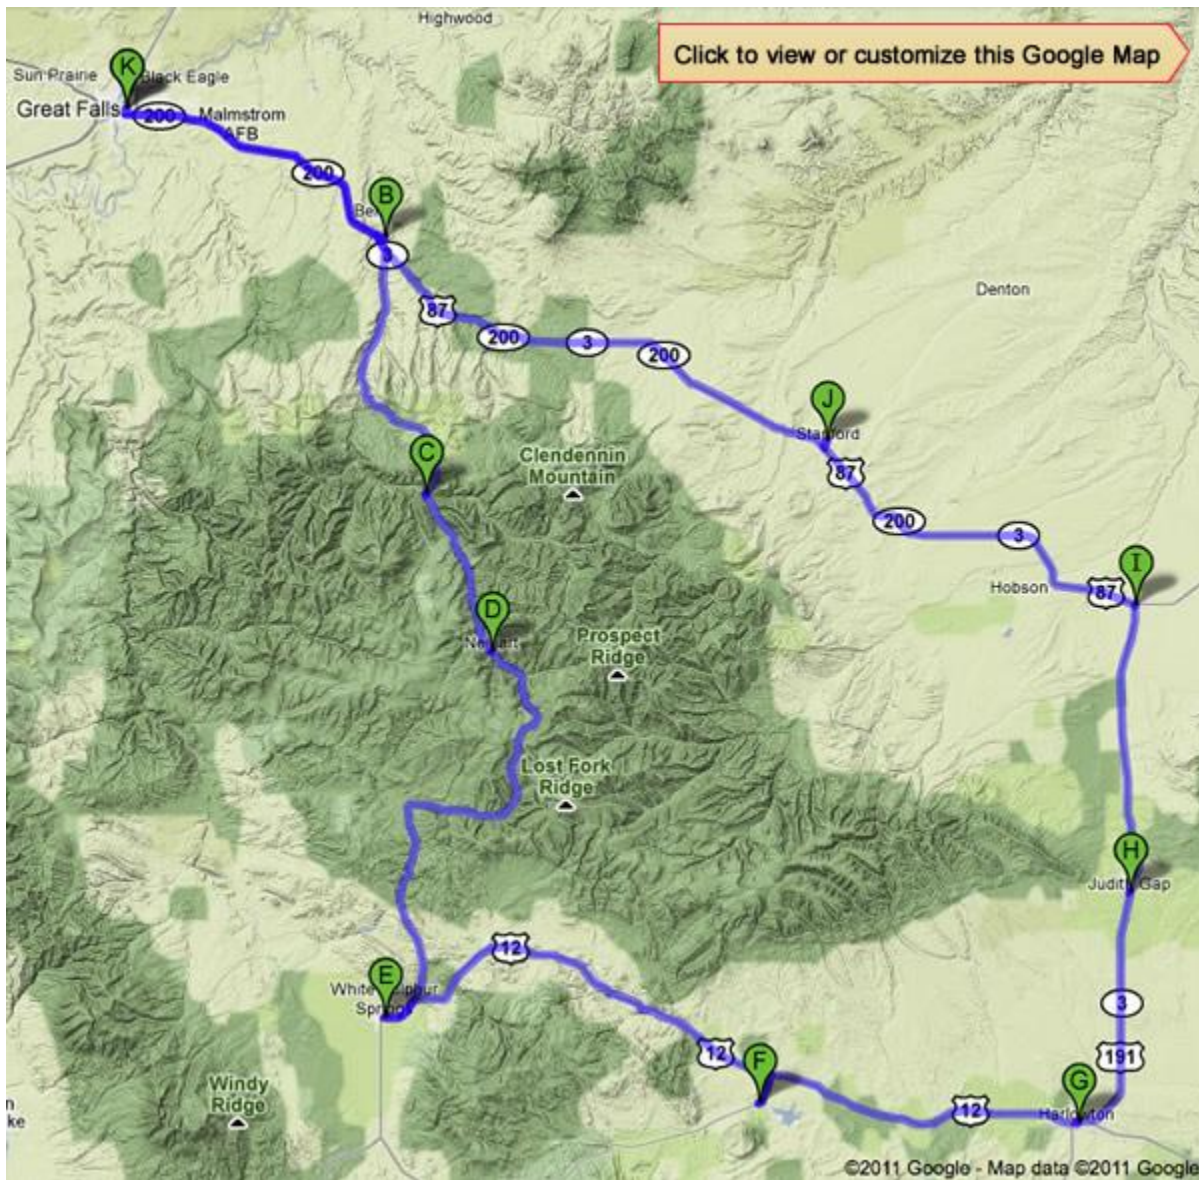 Highwood
Click to view or customize this Google Map
K
Sun Prairie
Black Eagle
Great Falls
200
Malmstrom
AFB
200
B
3
Denton
87
200
3
200
J
Stanford
C
Clendennin
Mountain
87
200
3
I
Hobson
87
D
Prospect
Ridge
Lost Fork
Ridge
H
Judith Gap
12
E
White Sulphur
3
12
F
191
Windy
Ridge
G
12
©2011 Google - Map data ©2011 Google